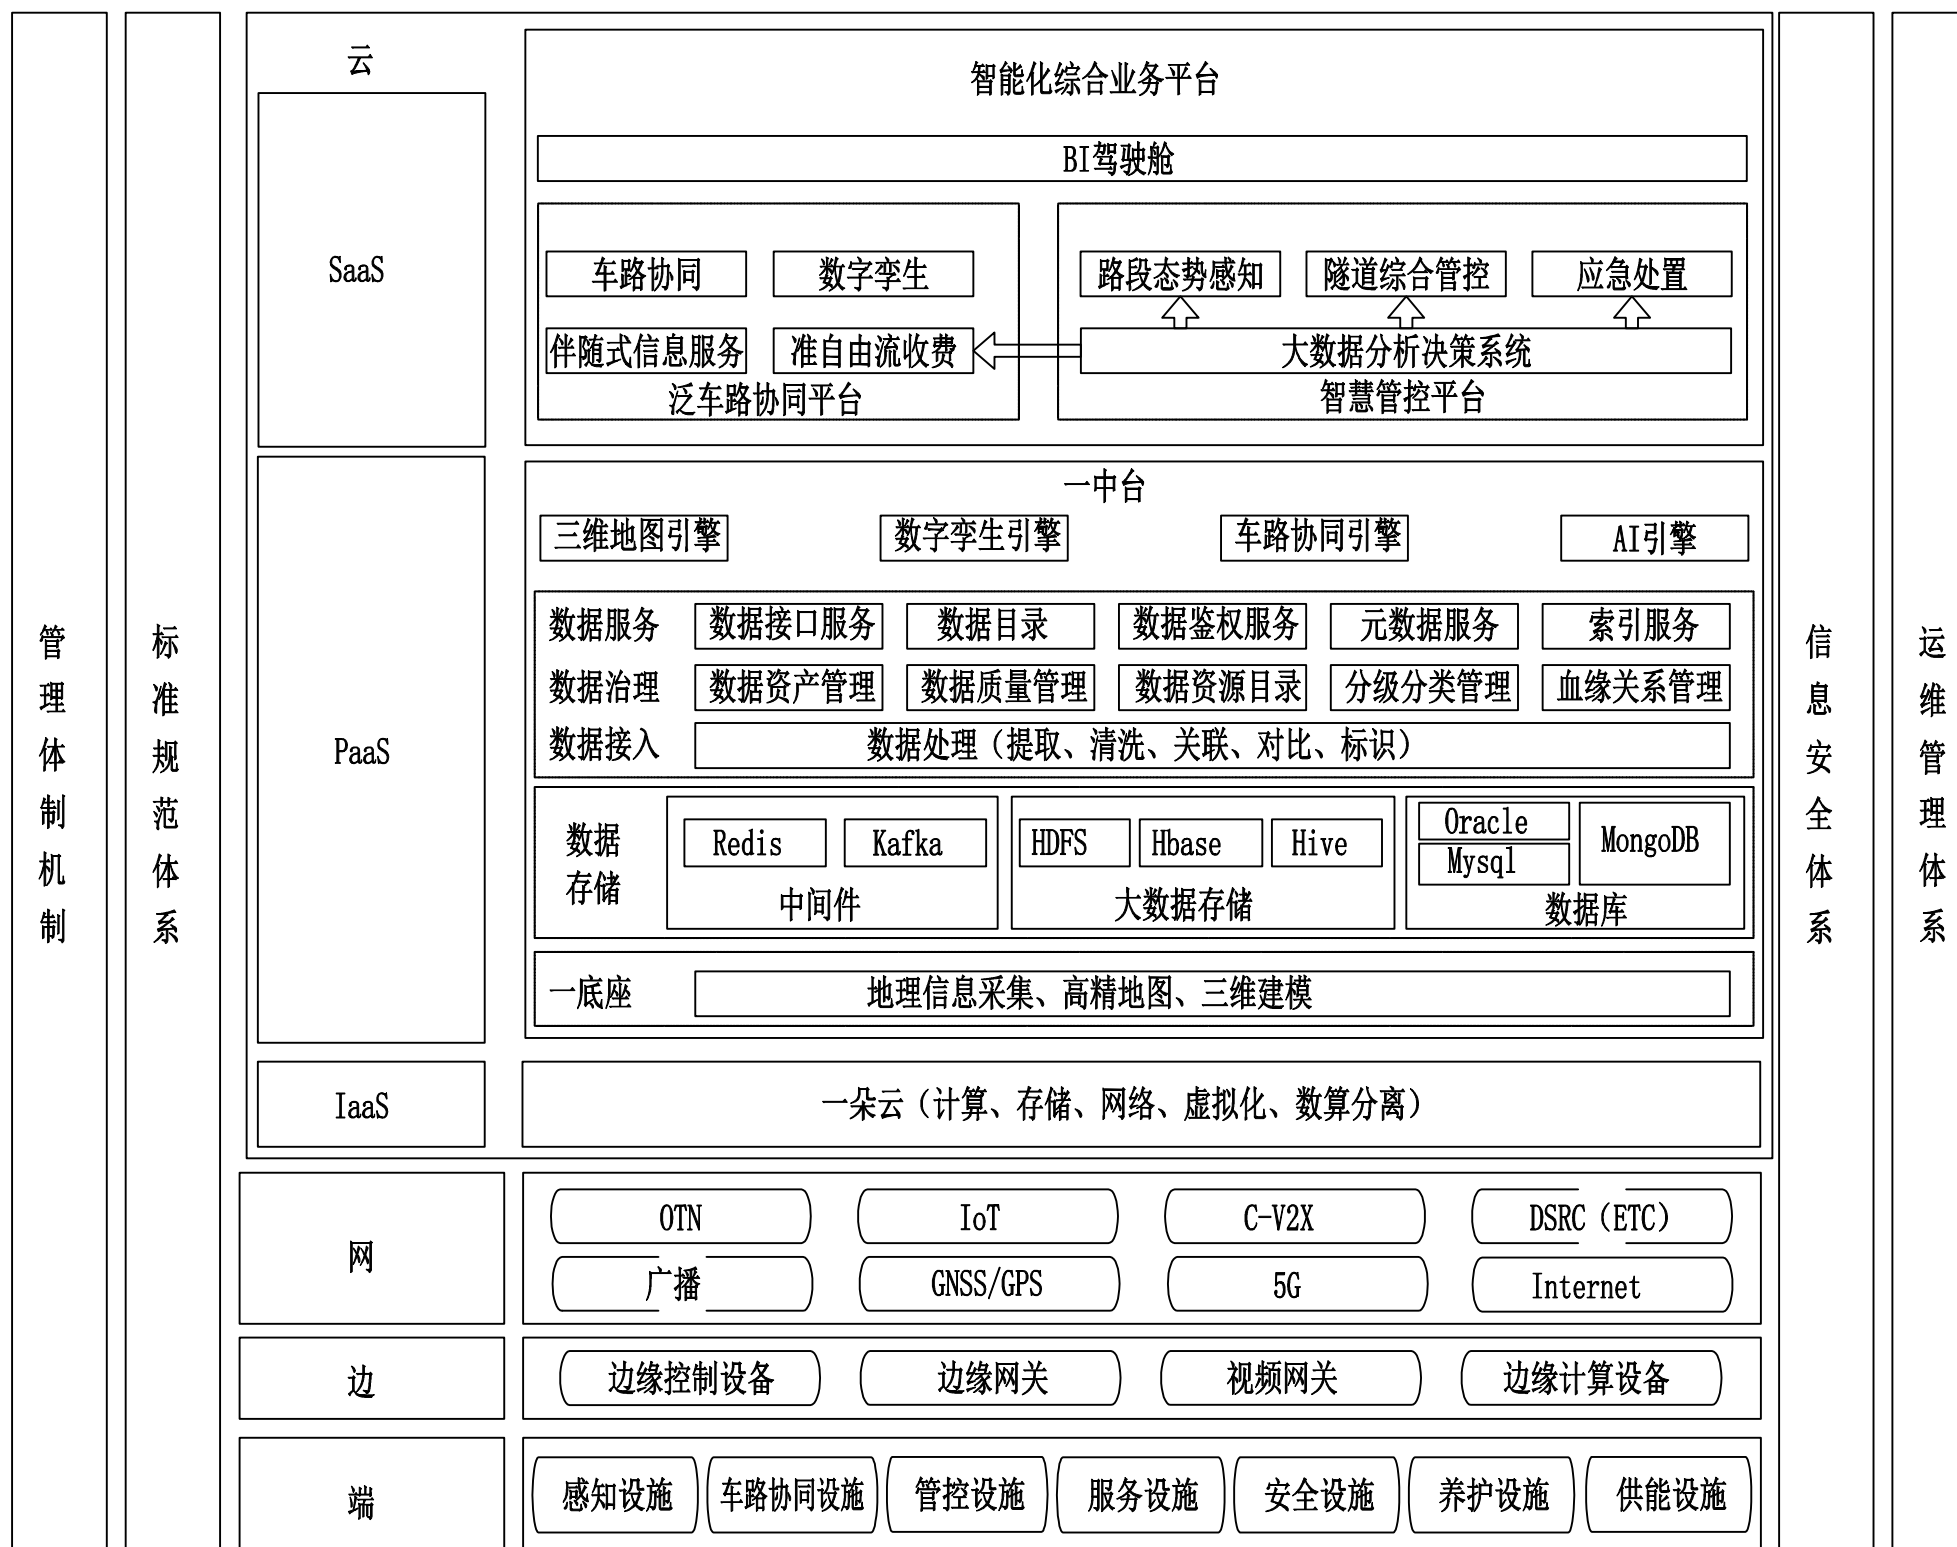 管理体制机制
标准规范体系
云
SaaS
智能化综合业务平台
BI驾驶舱
车路协同
数字孪生
伴随式信息服务
准自由流收费
泛车路协同平台
路段态势感知
隧道综合管控
应急处置
大数据分析决策系统
智慧管控平台
PaaS
一中台
三维地图引擎
数字孪生引擎
车路协同引擎
AI引擎
数据服务
数据接口服务
数据目录
数据鉴权服务
元数据服务
索引服务
数据治理
数据资产管理
数据质量管理
数据资源目录
分级分类管理
血缘关系管理
数据接入
数据处理（提取、清洗、关联、对比、标识）
数据
存储
Redis
Kafka
中间件
HDFS
Hbase
Hive
大数据存储
Oracle
Mysql
MongoDB
数据库
一底座
地理信息采集、高精地图、三维建模
IaaS
一朵云（计算、存储、网络、虚拟化、数算分离）
网
OTN
IoT
C-V2X
DSRC（ETC）
广播
GNSS/GPS
5G
Internet
边
边缘控制设备
边缘网关
视频网关
边缘计算设备
端
感知设施
车路协同设施
管控设施
服务设施
安全设施
养护设施
供能设施
信息安全体系
运维管理体系